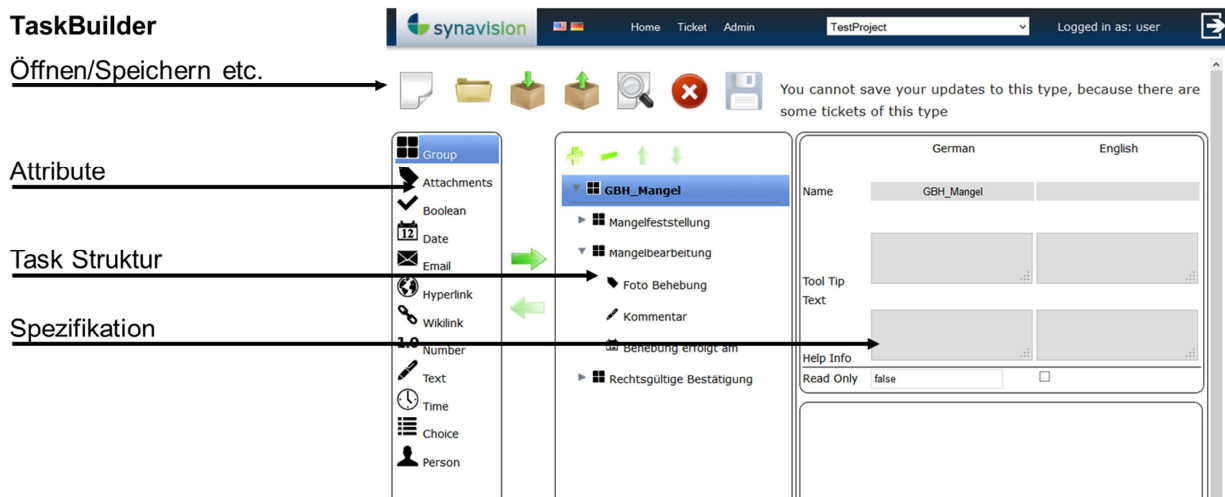 TaskBuilder
Öffnen/Speichern etc.
Attribute
Task Struktur
Spezifikation
synavision
Home Ticket Admin
TestProject
Logged in as: user
You cannot save your updates to this type, because there are
some tickets of this type
Group
Attachments
Boolean
12 Date
Email
Hyperlink
Wikilink
1.0 Number
Text
Time
Choice
Person
GBH_Mangel
Mangelfeststellung
Mangelbearbeitung
Foto Behebung
Kommentar
Behebung erfolgt am
Rechtsgültige Bestätigung
German English
Name GBH_Mangel
Tool Tip
Text
Help Info
Read Only false